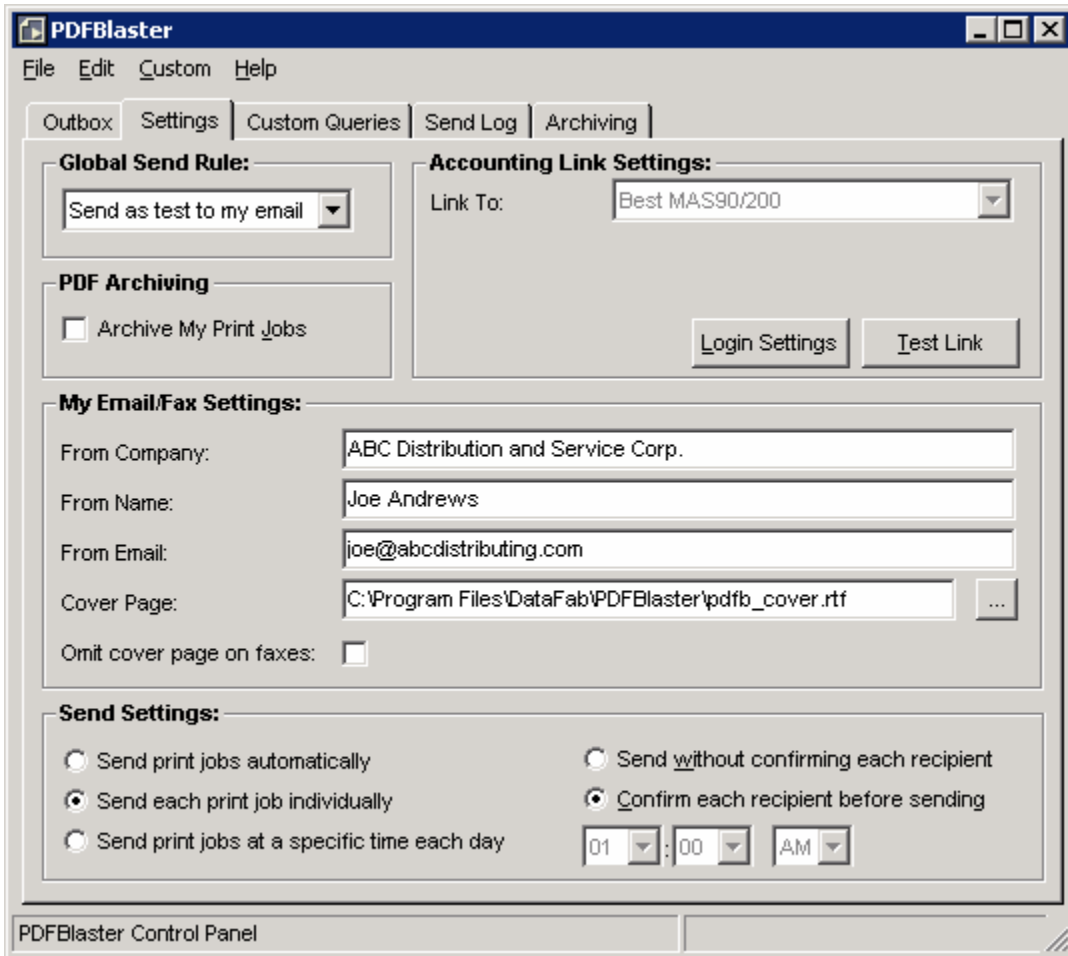 PDFBlaster
File Edit Custom Help
Outbox Settings Custom Queries Send Log Archiving
Global Send Rule:
Send as test to my email
Accounting Link Settings:
Link To: Best MAS90/200
PDF Archiving
Archive My Print Jobs
Login Settings Test Link
My Email/Fax Settings:
From Company: ABC Distribution and Service Corp.
From Name: Joe Andrews
From Email: joe@abcdistributing.com
Cover Page: C:\Program Files\DataFab\PDFBlaster\pdfb_cover.rtf ...
Omit cover page on faxes:
Send Settings:
Send print jobs automatically
Send each print job individually
Send print jobs at a specific time each day
Send without confirming each recipient
Confirm each recipient before sending
01 : 00 AM
PDFBlaster Control Panel